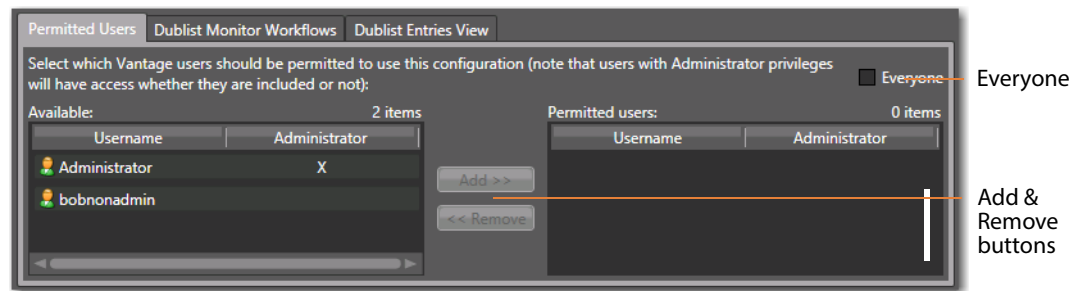 Permitted Users Dublist Monitor Workflows Dublist Entries View
Select which Vantage users should be permitted to use this configuration (note that users with Administrator privileges
will have access whether they are included or not):
Everyone
Everyone
Available: 2 items
Permitted users: 0 items
Username Administrator
Username Administrator
Administrator X
bobnonadmin
Add >>
<< Remove
Add &
Remove
buttons